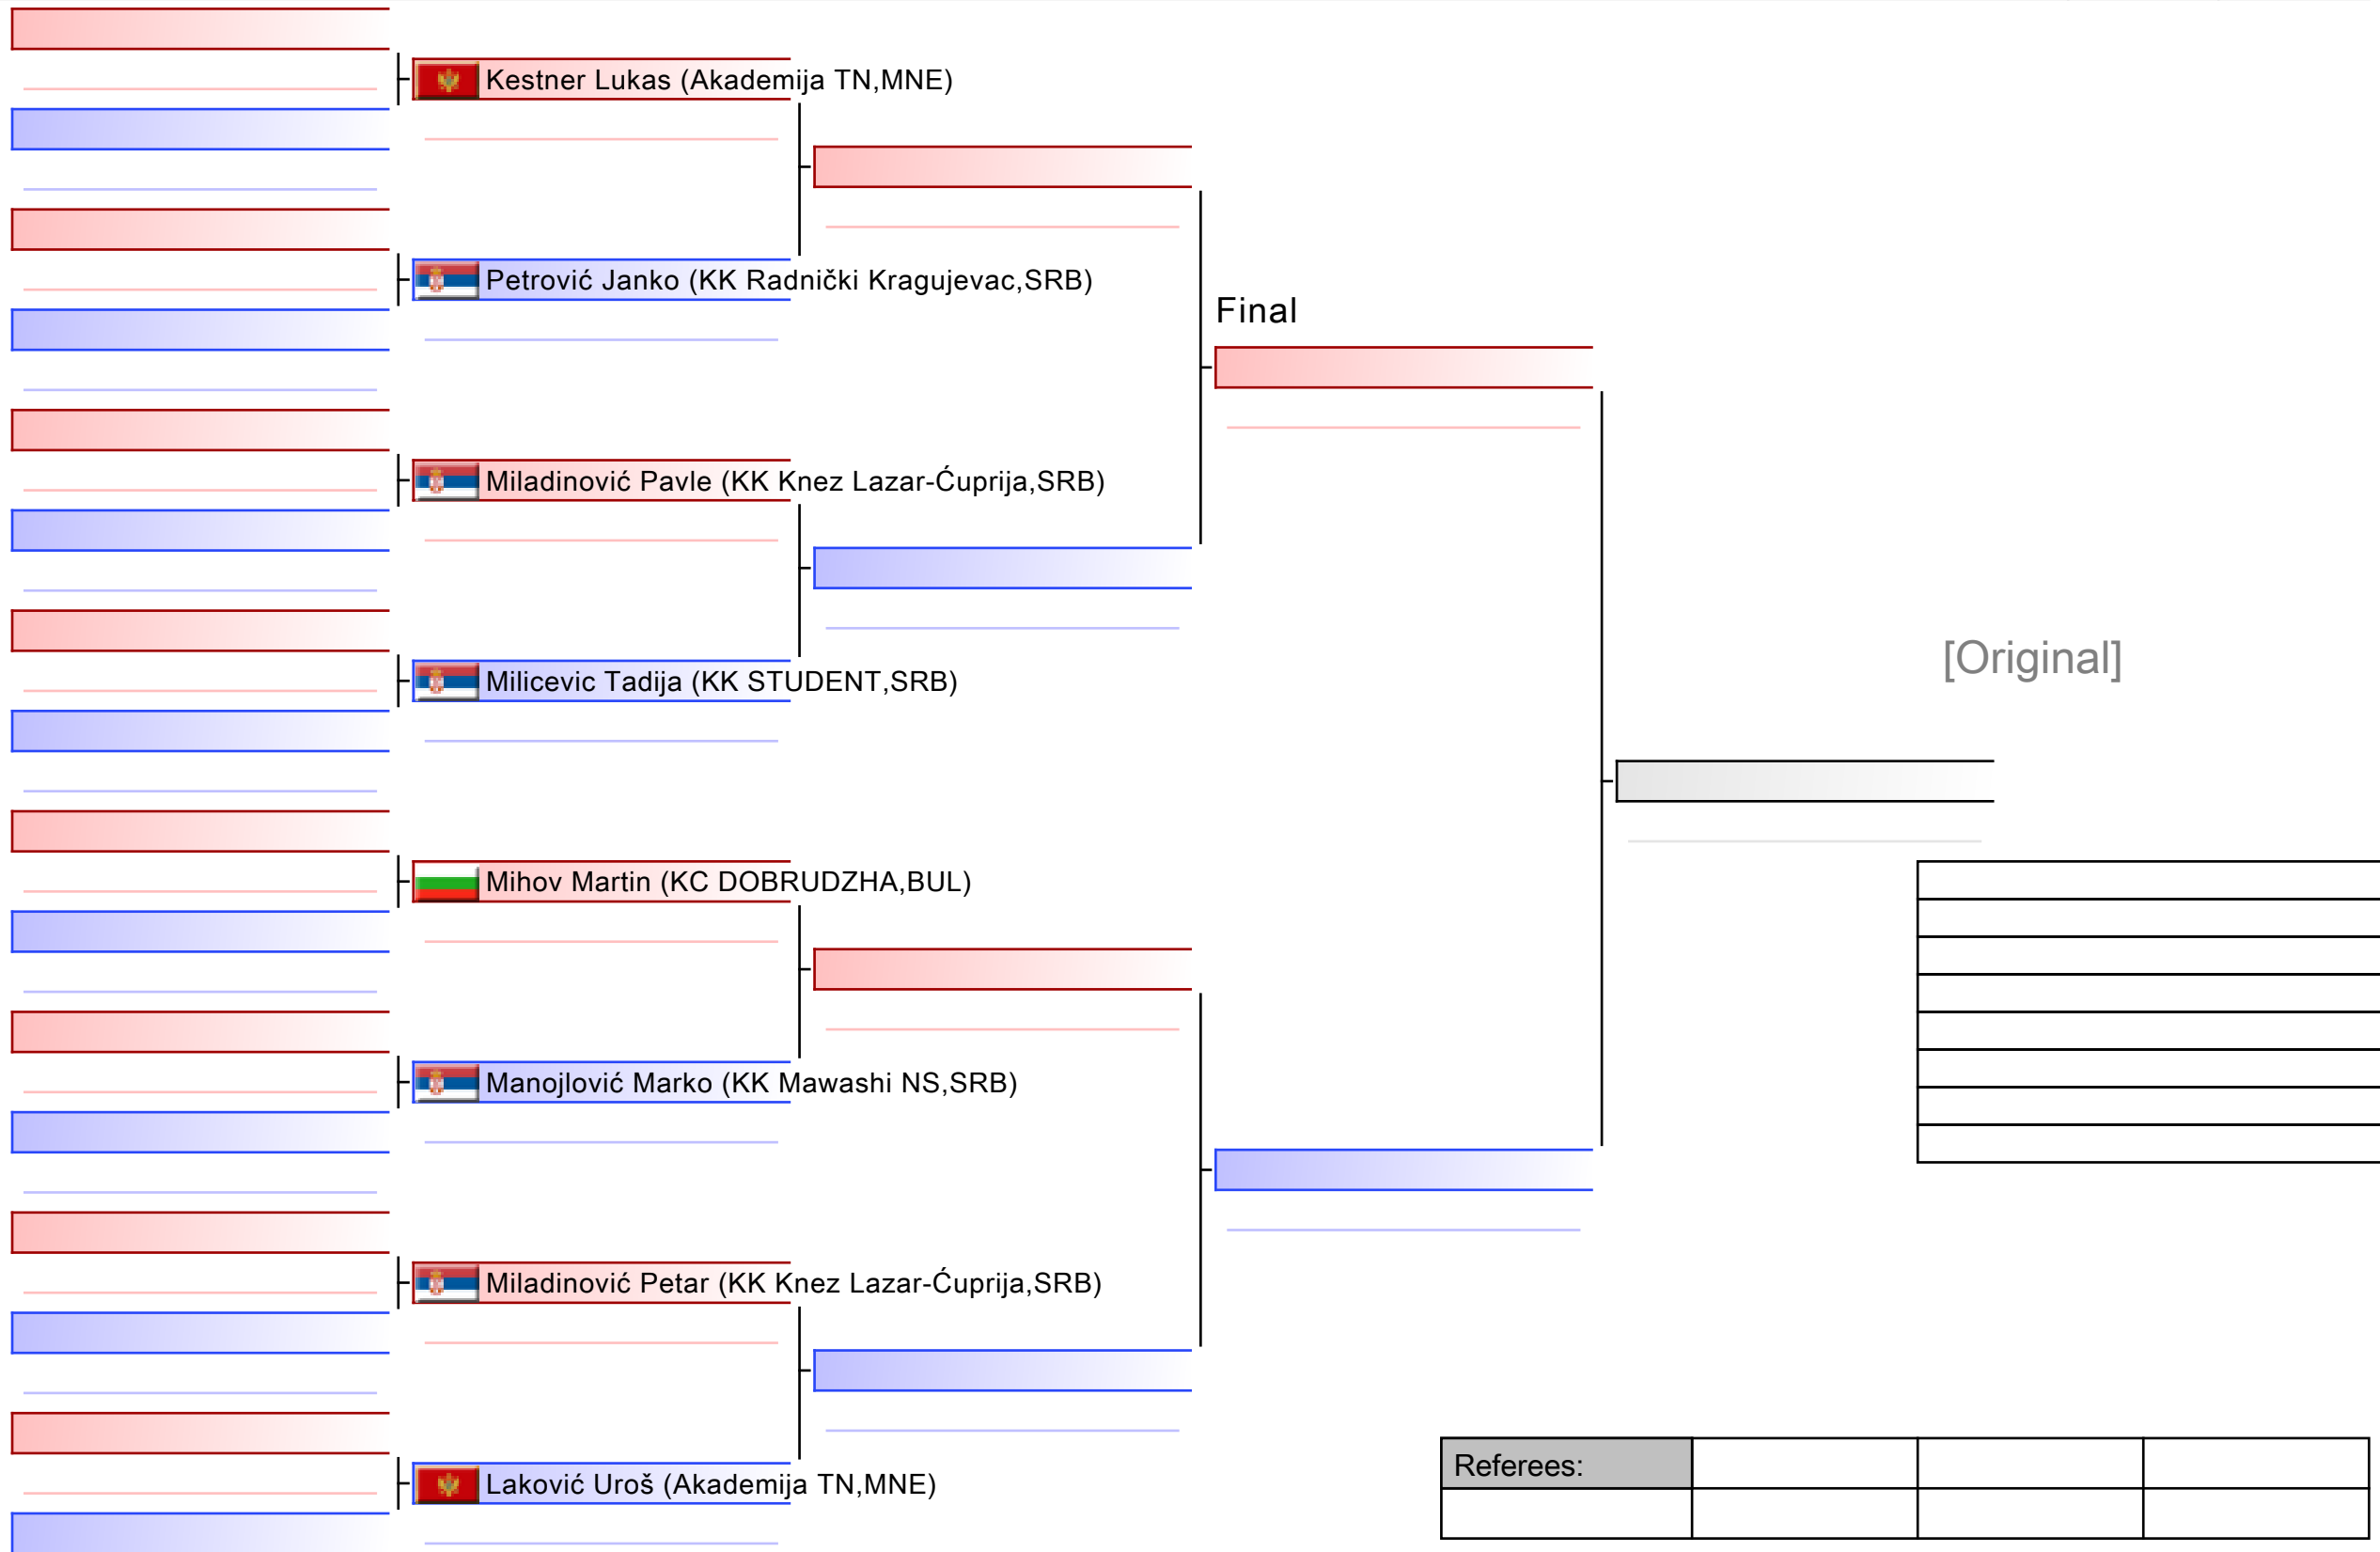 Kestner Lukas (Akademija TN,MNE)
Petrović Janko (KK Radnički Kragujevac,SRB)
Final
Miladinović Pavle (KK Knez Lazar-Ćuprija,SRB)
[Original]
Milicevic Tadija (KK STUDENT,SRB)
Mihov Martin (KC DOBRUDZHA,BUL)
Manojlović Marko (KK Mawashi NS,SRB)
Miladinović Petar (KK Knez Lazar-Ćuprija,SRB)
Referees:
Laković Uroš (Akademija TN,MNE)